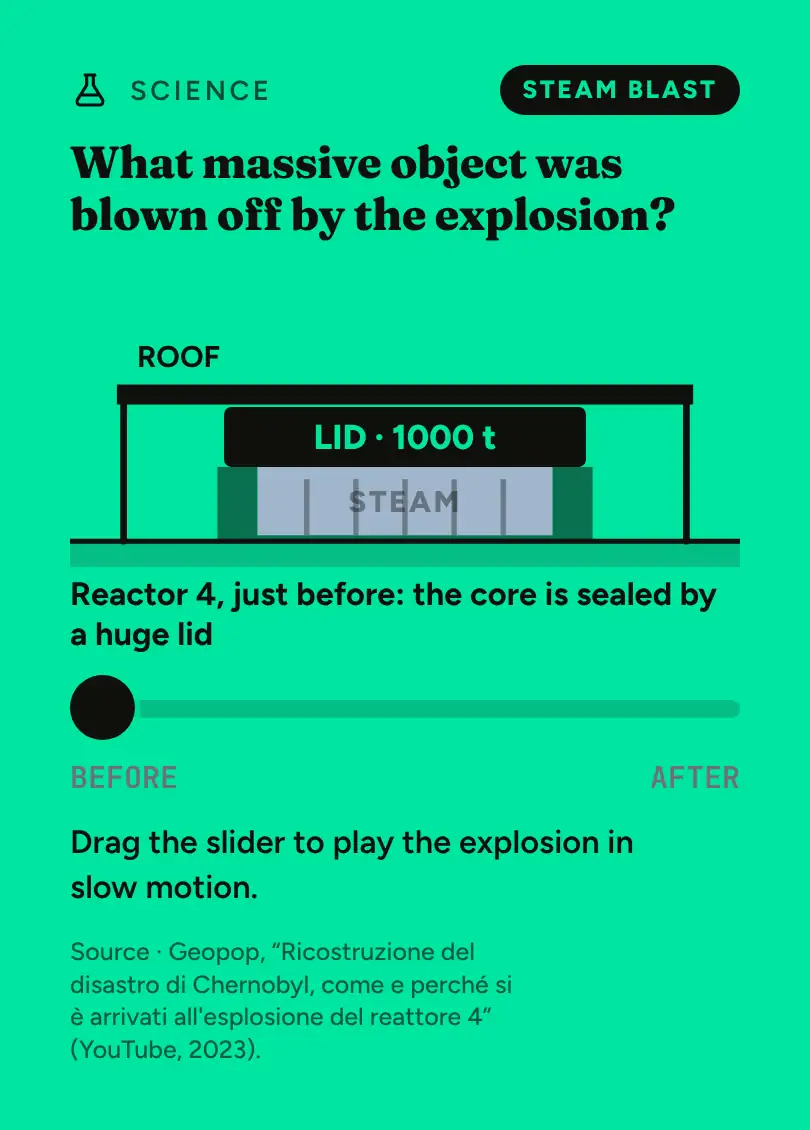 SCIENCE
STEAM BLAST
What massive object was
blown off by the explosion?
ROOF
LID · 1000 t
STEAM
Reactor 4, just before: the core is sealed by
a huge lid
BEFORE
AFTER
Drag the slider to play the explosion in
slow motion.
Source · Geopop, “Ricostruzione del
disastro di Chernobyl, come e perché si
è arrivati all'esplosione del reattore 4”
(YouTube, 2023).